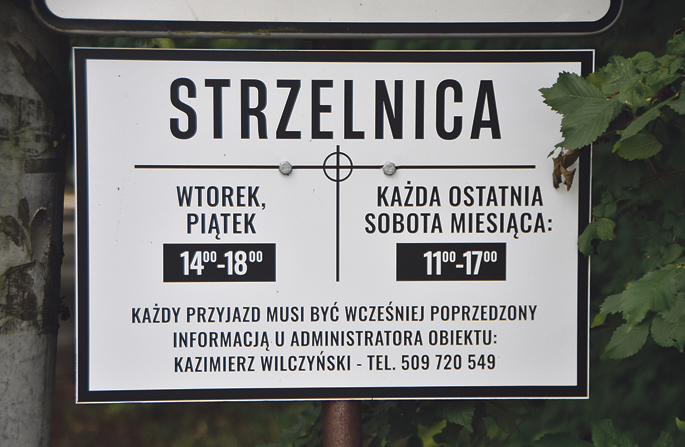 STRZELNICA
WTOREK,
PIĄTEK
14⁰⁰-18⁰⁰
KAŻDA OSTATNIA
SOBOTA MIESIĄCA:
11⁰⁰-17⁰⁰
KAŻDY PRZYJAZD MUSI BYĆ WCZEŚNIEJ POPRZEDZONY
INFORMACJĄ U ADMINISTRATORA OBIEKTU:
KAZIMIERZ WILCZYŃSKI - TEL. 509 720 549